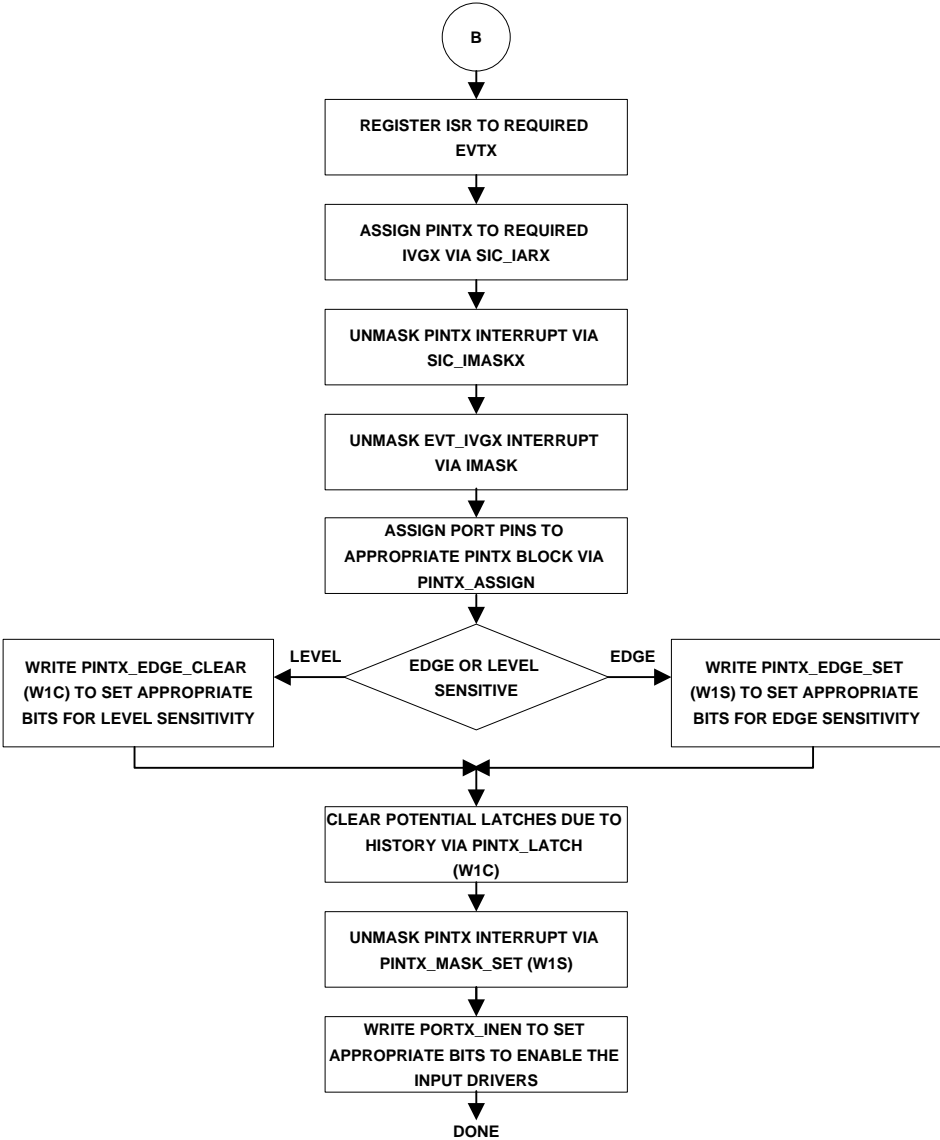 B
REGISTER ISR TO REQUIRED
EVTX
ASSIGN PINTX TO REQUIRED
IVGX VIA SIC_IARX
UNMASK PINTX INTERRUPT VIA
SIC_IMASKX
UNMASK EVT_IVGX INTERRUPT
VIA IMASK
ASSIGN PORT PINS TO
APPROPRIATE PINTX BLOCK VIA
PINTX_ASSIGN
EDGE OR LEVEL
SENSITIVE
LEVEL
WRITE PINTX_EDGE_CLEAR
(W1C) TO SET APPROPRIATE
BITS FOR LEVEL SENSITIVITY
EDGE
WRITE PINTX_EDGE_SET
(W1S) TO SET APPROPRIATE
BITS FOR EDGE SENSITIVITY
CLEAR POTENTIAL LATCHES DUE TO
HISTORY VIA PINTX_LATCH
(W1C)
UNMASK PINTX INTERRUPT VIA
PINTX_MASK_SET (W1S)
WRITE PORTX_INEN TO SET
APPROPRIATE BITS TO ENABLE THE
INPUT DRIVERS
DONE